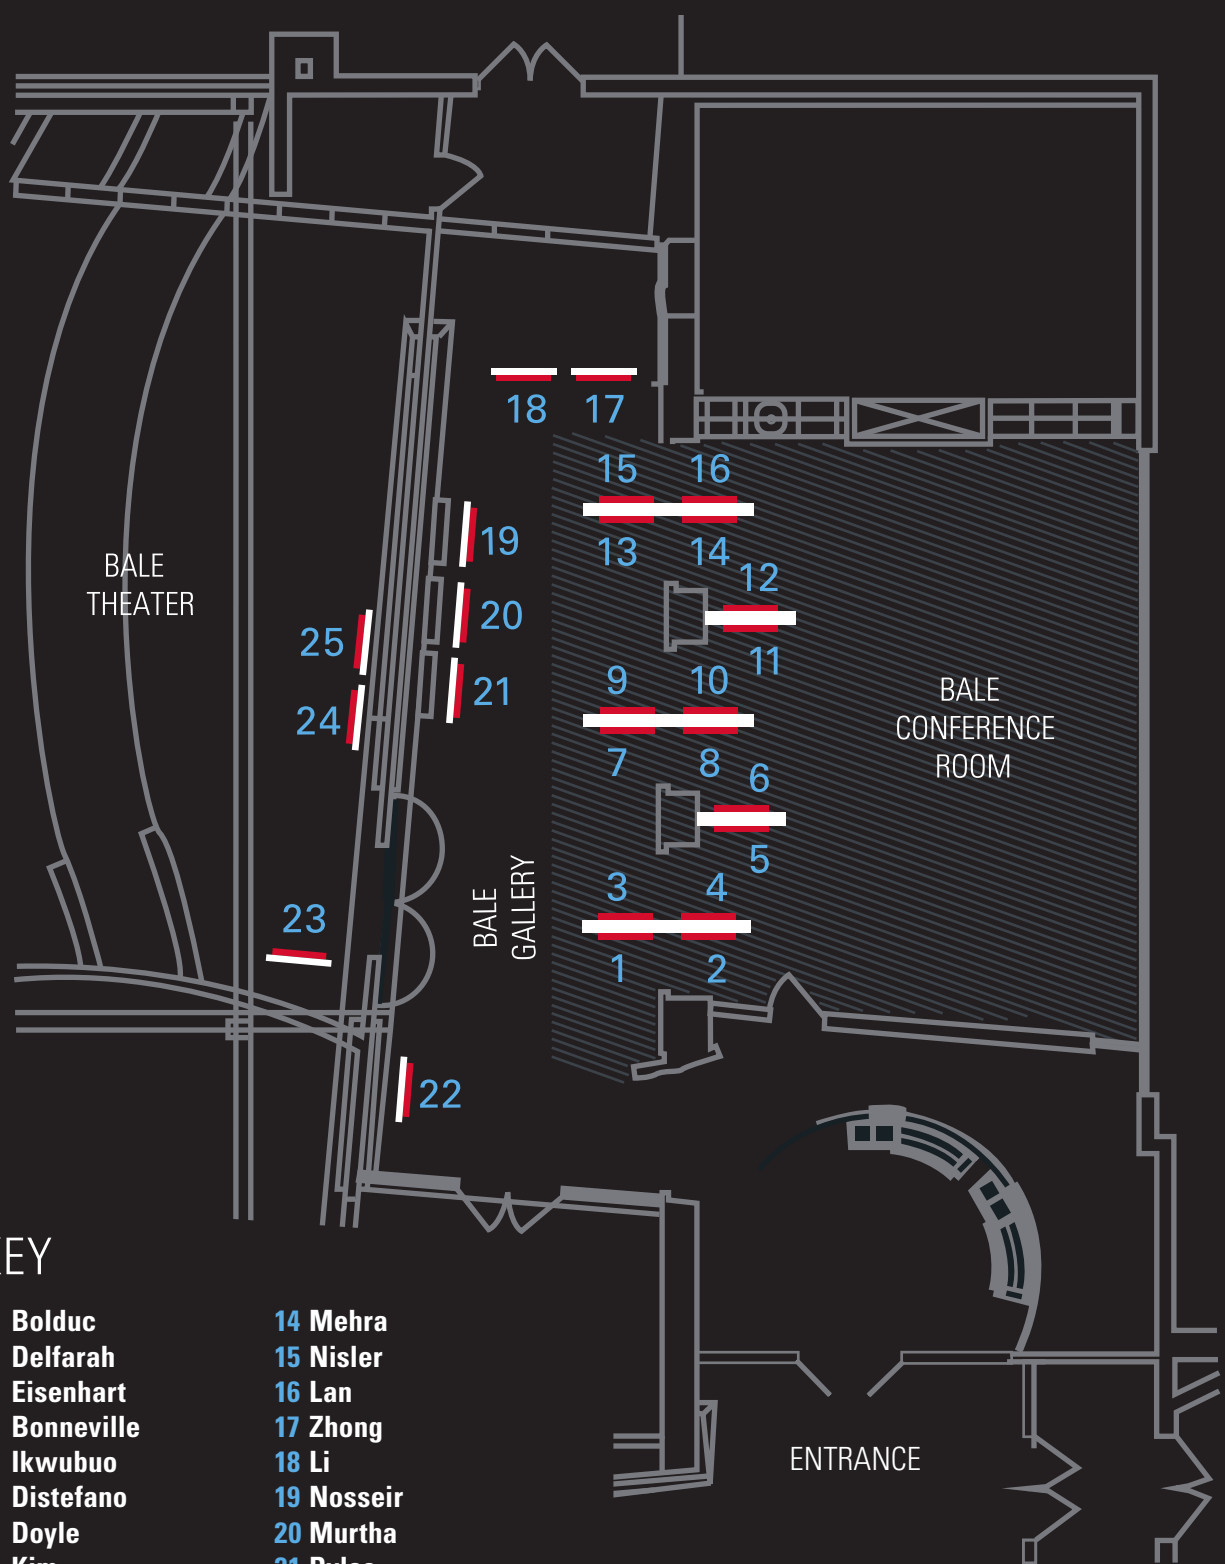 18 17
15 16
13 14
12
19
20
11
25
9 10
21
24
7 8
6
5
3 4
23
1 2
22
BALE
THEATER
BALE
CONFERENCE
ROOM
BALE
GALLERY
ENTRANCE
EY
Bolduc
Delfarah
Eisenhart
Bonneville
Ikwubuo
Distefano
Doyle
14 Mehra
15 Nisler
16 Lan
17 Zhong
18 Li
19 Nosseir
20 Murtha